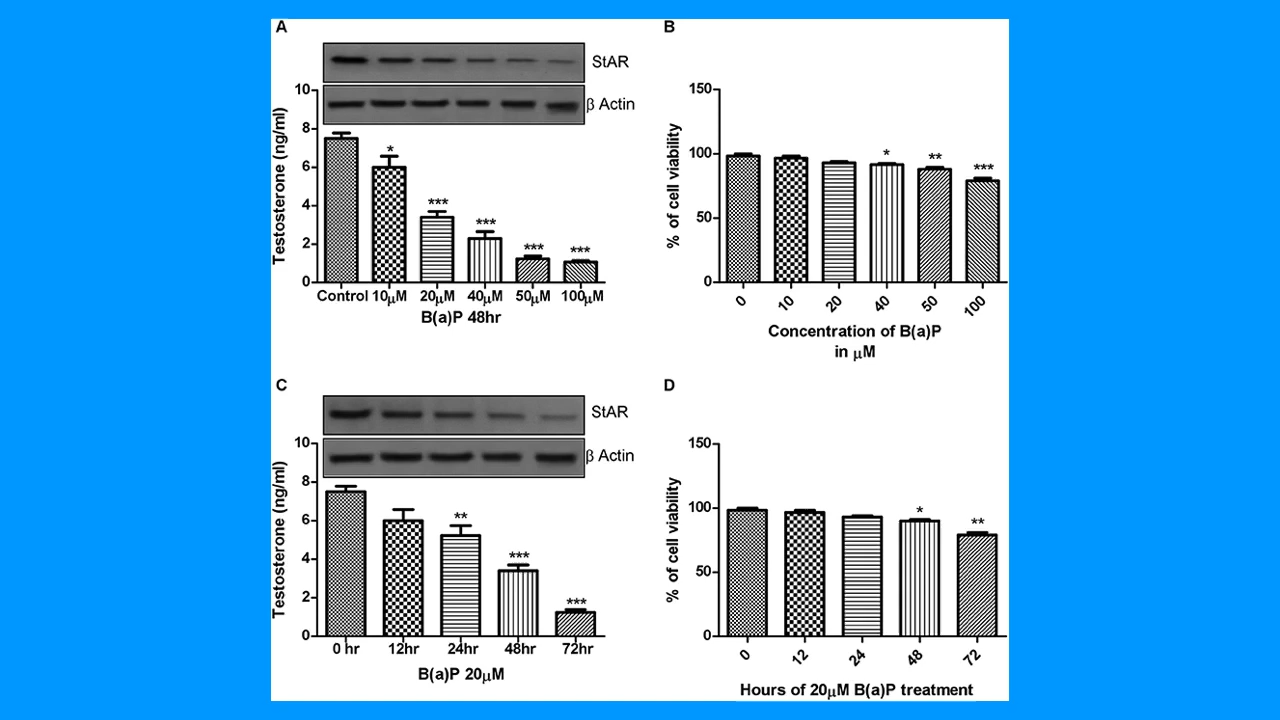 A
StAR
β Actin
Testosterone (ng/ml)
10
8
6
4
2
0
*
***
***
***
***
Control 10μM 20μM 40μM 50μM 100μM
B(a)P 48hr
B
% of cell viability
150
100
50
0
*
**
***
0 10 20 40 50 100
Concentration of B(a)P
in μM
C
StAR
β Actin
Testosterone (ng/ml)
10
8
6
4
2
0
**
***
***
0 hr 12hr 24hr 48hr 72hr
B(a)P 20μM
D
% of cell viability
150
100
50
0
*
**
0 12 24 48 72
Hours of 20μM B(a)P treatment